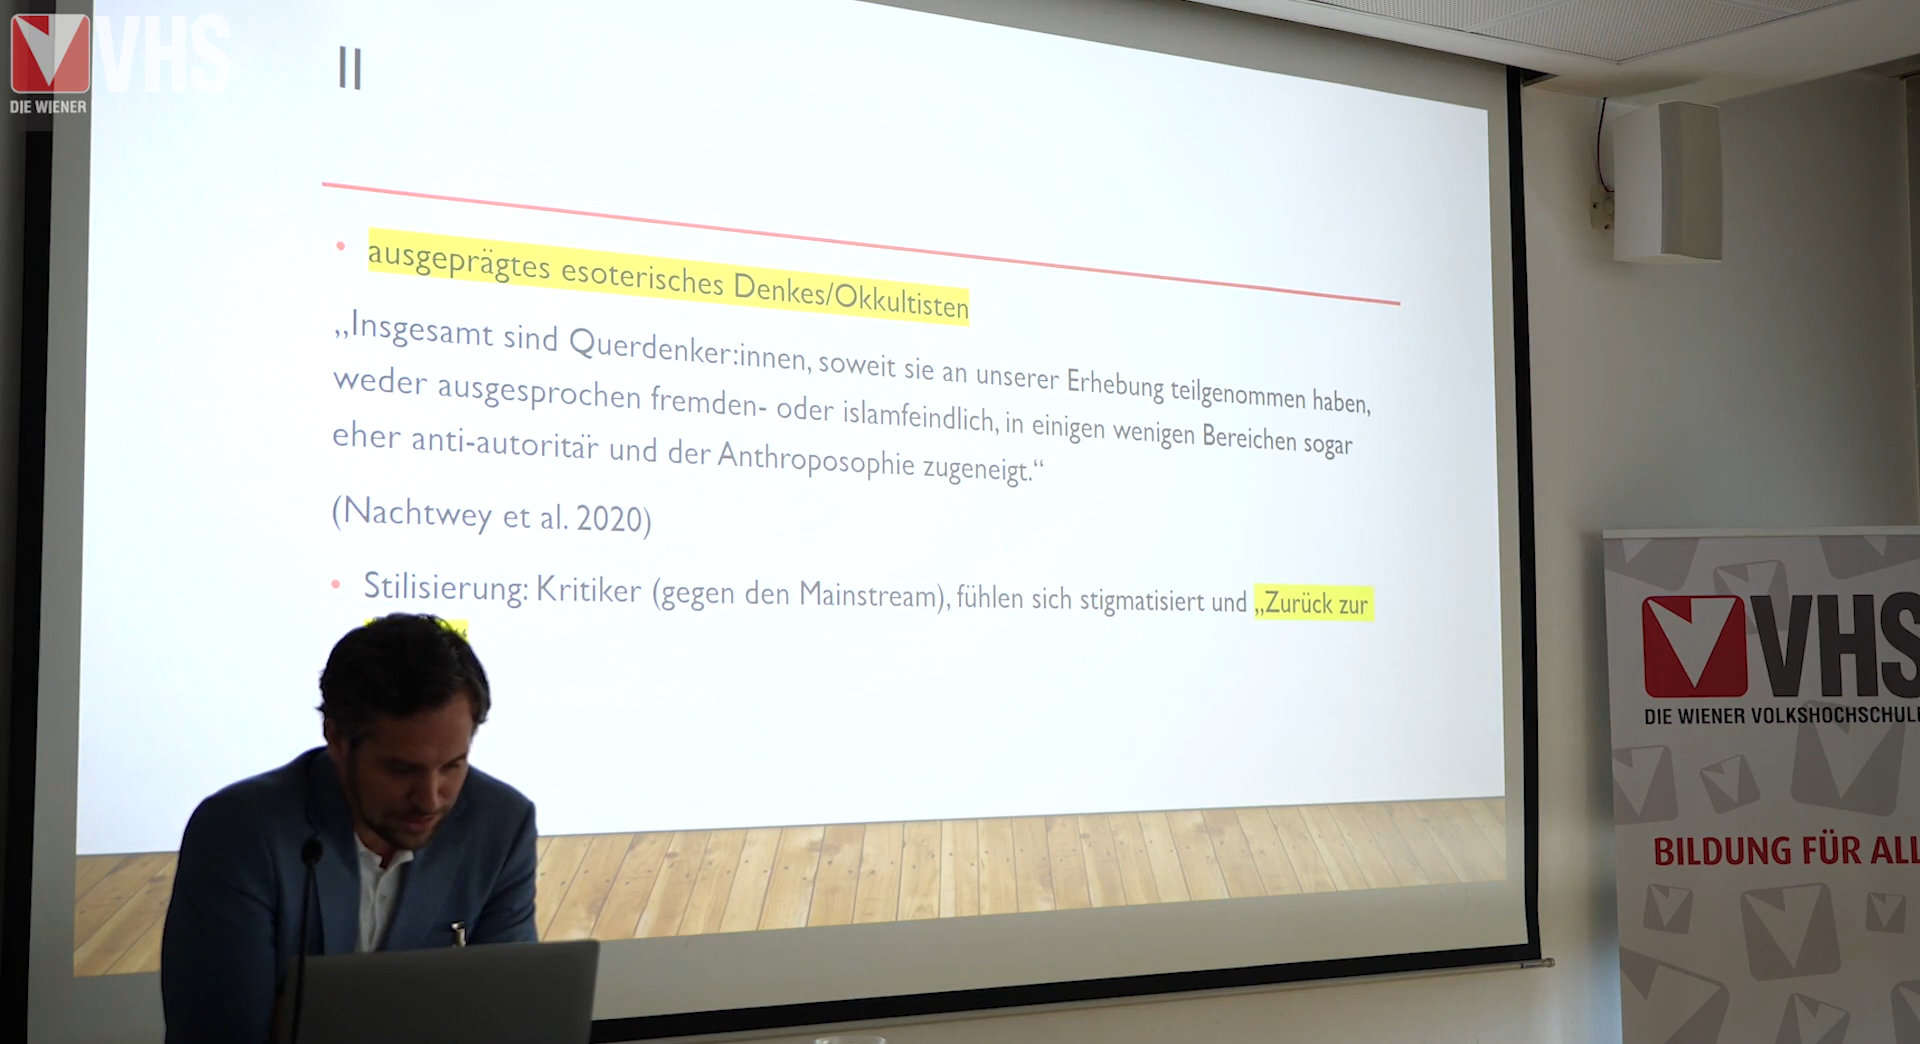 VHS
DIE WIENER
II
• ausgeprägtes esoterisches Denkes/Okkultisten
„Insgesamt sind Querdenker:innen, soweit sie an unserer Erhebung teilgenommen haben,
weder ausgesprochen fremden- oder islamfeindlich, in einigen wenigen Bereichen sogar
eher anti-autoritär und der Anthroposophie zugeneigt.“
(Nachtwey et al. 2020)
• Stilisierung: Kritiker (gegen den Mainstream), fühlen sich stigmatisiert und „Zurück zur
VHS
DIE WIENER VOLKSHOCHSCHULE
BILDUNG FÜR ALL